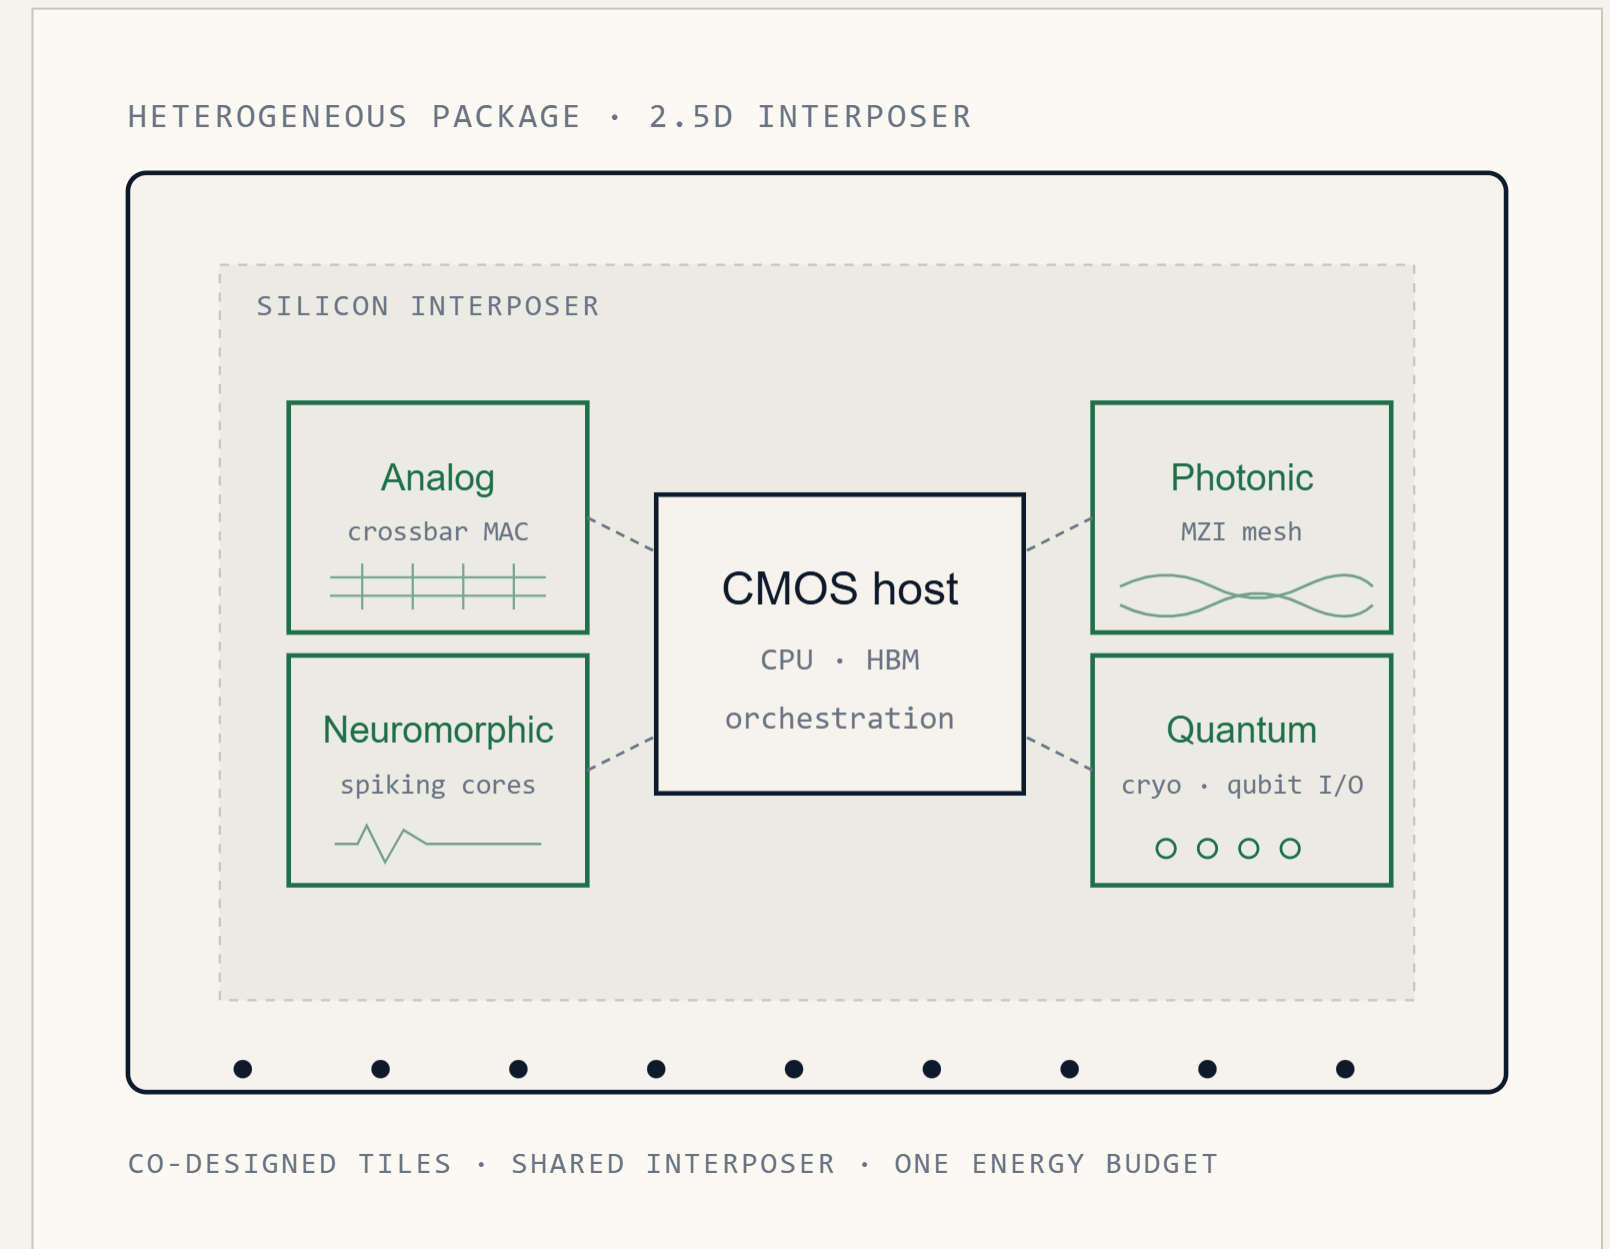 HETEROGENEOUS PACKAGE · 2.5D INTERPOSER
SILICON INTERPOSER
Analog
crossbar MAC
Neuromorphic
spiking cores
CMOS host
CPU · HBM
orchestration
Photonic
MZI mesh
Quantum
cryo · qubit I/O
CO-DESIGNED TILES · SHARED INTERPOSER · ONE ENERGY BUDGET